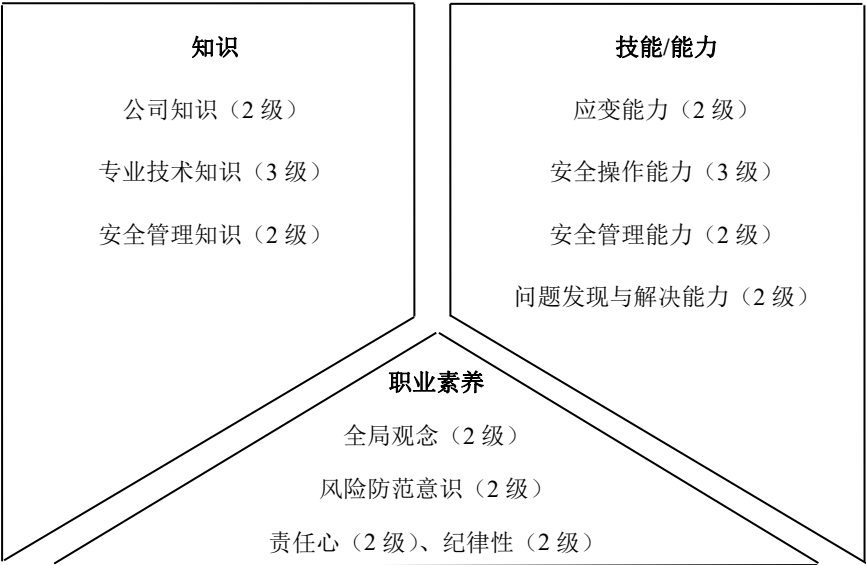 知识
公司知识（2 级）
专业技术知识（3 级）
安全管理知识（2 级）
技能/能力
应变能力（2 级）
安全操作能力（3 级）
安全管理能力（2 级）
问题发现与解决能力（2 级）
职业素养
全局观念（2 级）
风险防范意识（2 级）
责任心（2 级）、纪律性（2 级）